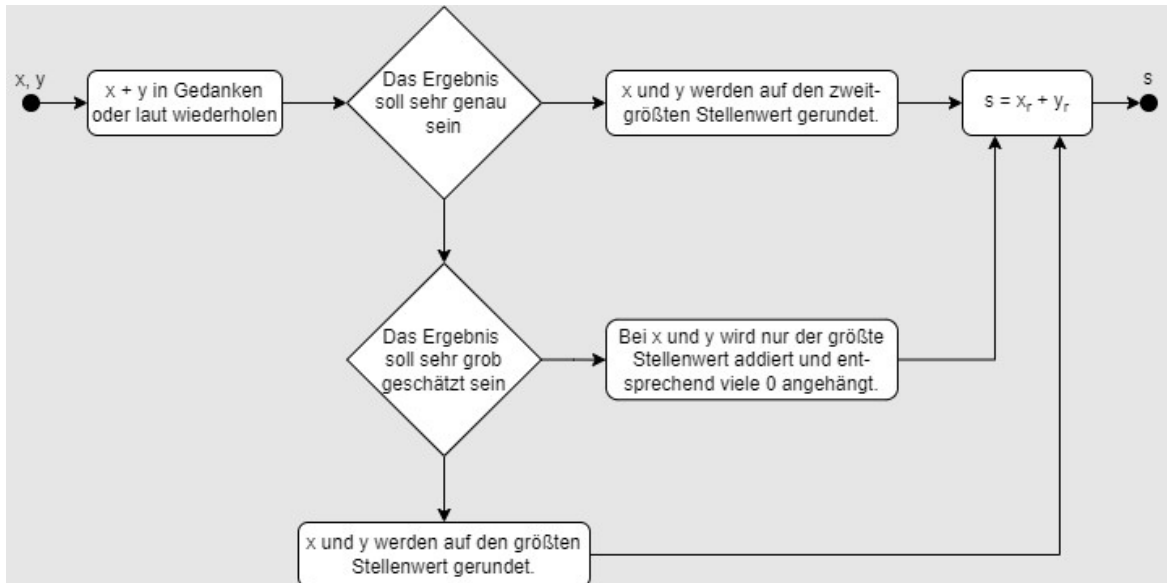 x, y
x + y in Gedanken
oder laut wiederholen
Das Ergebnis
soll sehr genau
sein
x und y werden auf den zweit-
größten Stellenwert gerundet.
s = xᵣ + yᵣ
s
Das Ergebnis
soll sehr grob
geschätzt sein
Bei x und y wird nur der größte
Stellenwert addiert und ent-
sprechend viele 0 angehängt.
x und y werden auf den größten
Stellenwert gerundet.